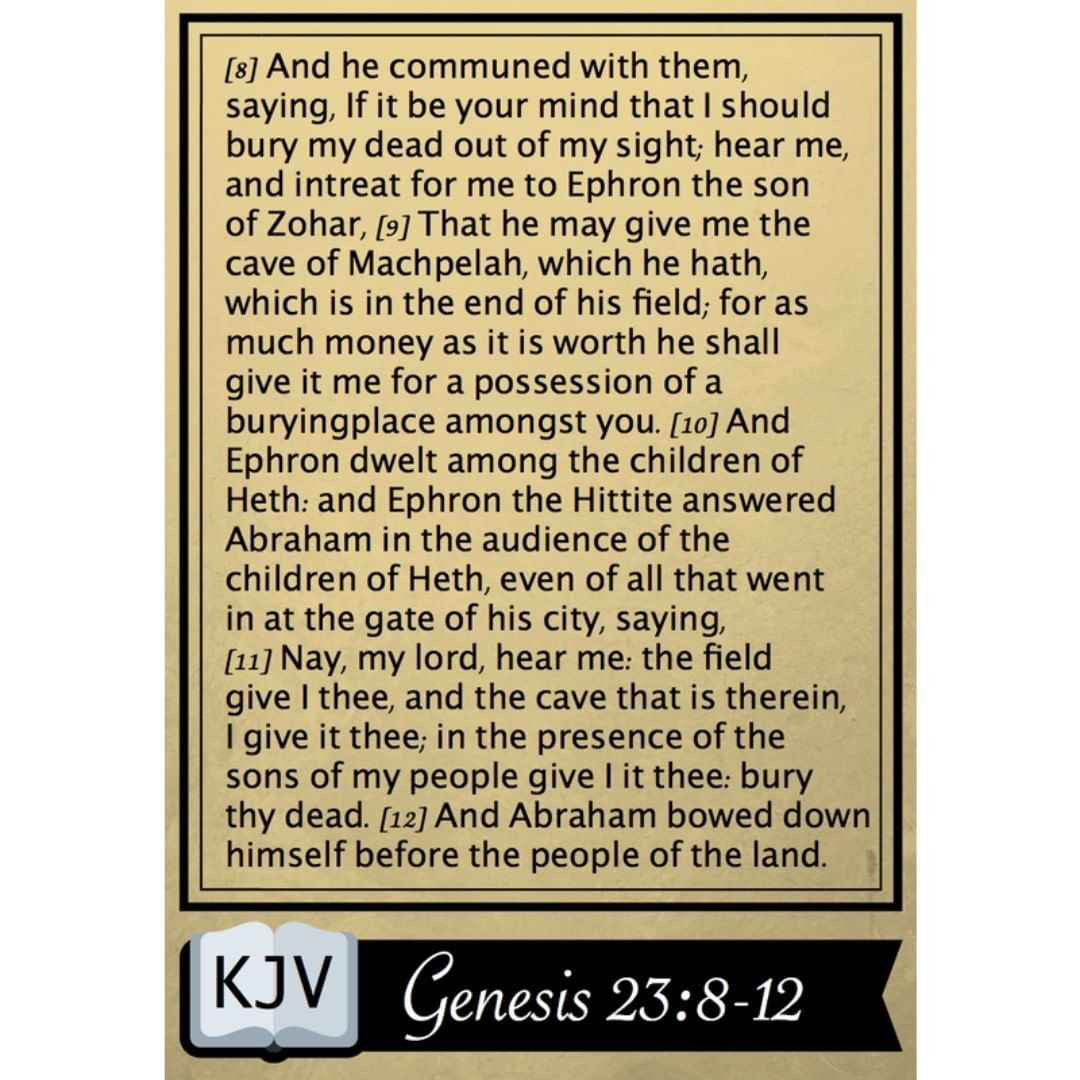 [8] And he communed with them,
saying, If it be your mind that I should
bury my dead out of my sight; hear me,
and intreat for me to Ephron the son
of Zohar, [9] That he may give me the
cave of Machpelah, which he hath,
which is in the end of his field; for as
much money as it is worth he shall
give it me for a possession of a
buryingplace amongst you. [10] And
Ephron dwelt among the children of
Heth: and Ephron the Hittite answered
Abraham in the audience of the
children of Heth, even of all that went
in at the gate of his city, saying,
[11] Nay, my lord, hear me: the field
give I thee, and the cave that is therein,
I give it thee; in the presence of the
sons of my people give I it thee: bury
thy dead. [12] And Abraham bowed down
himself before the people of the land.
KJV
Genesis 23:8-12